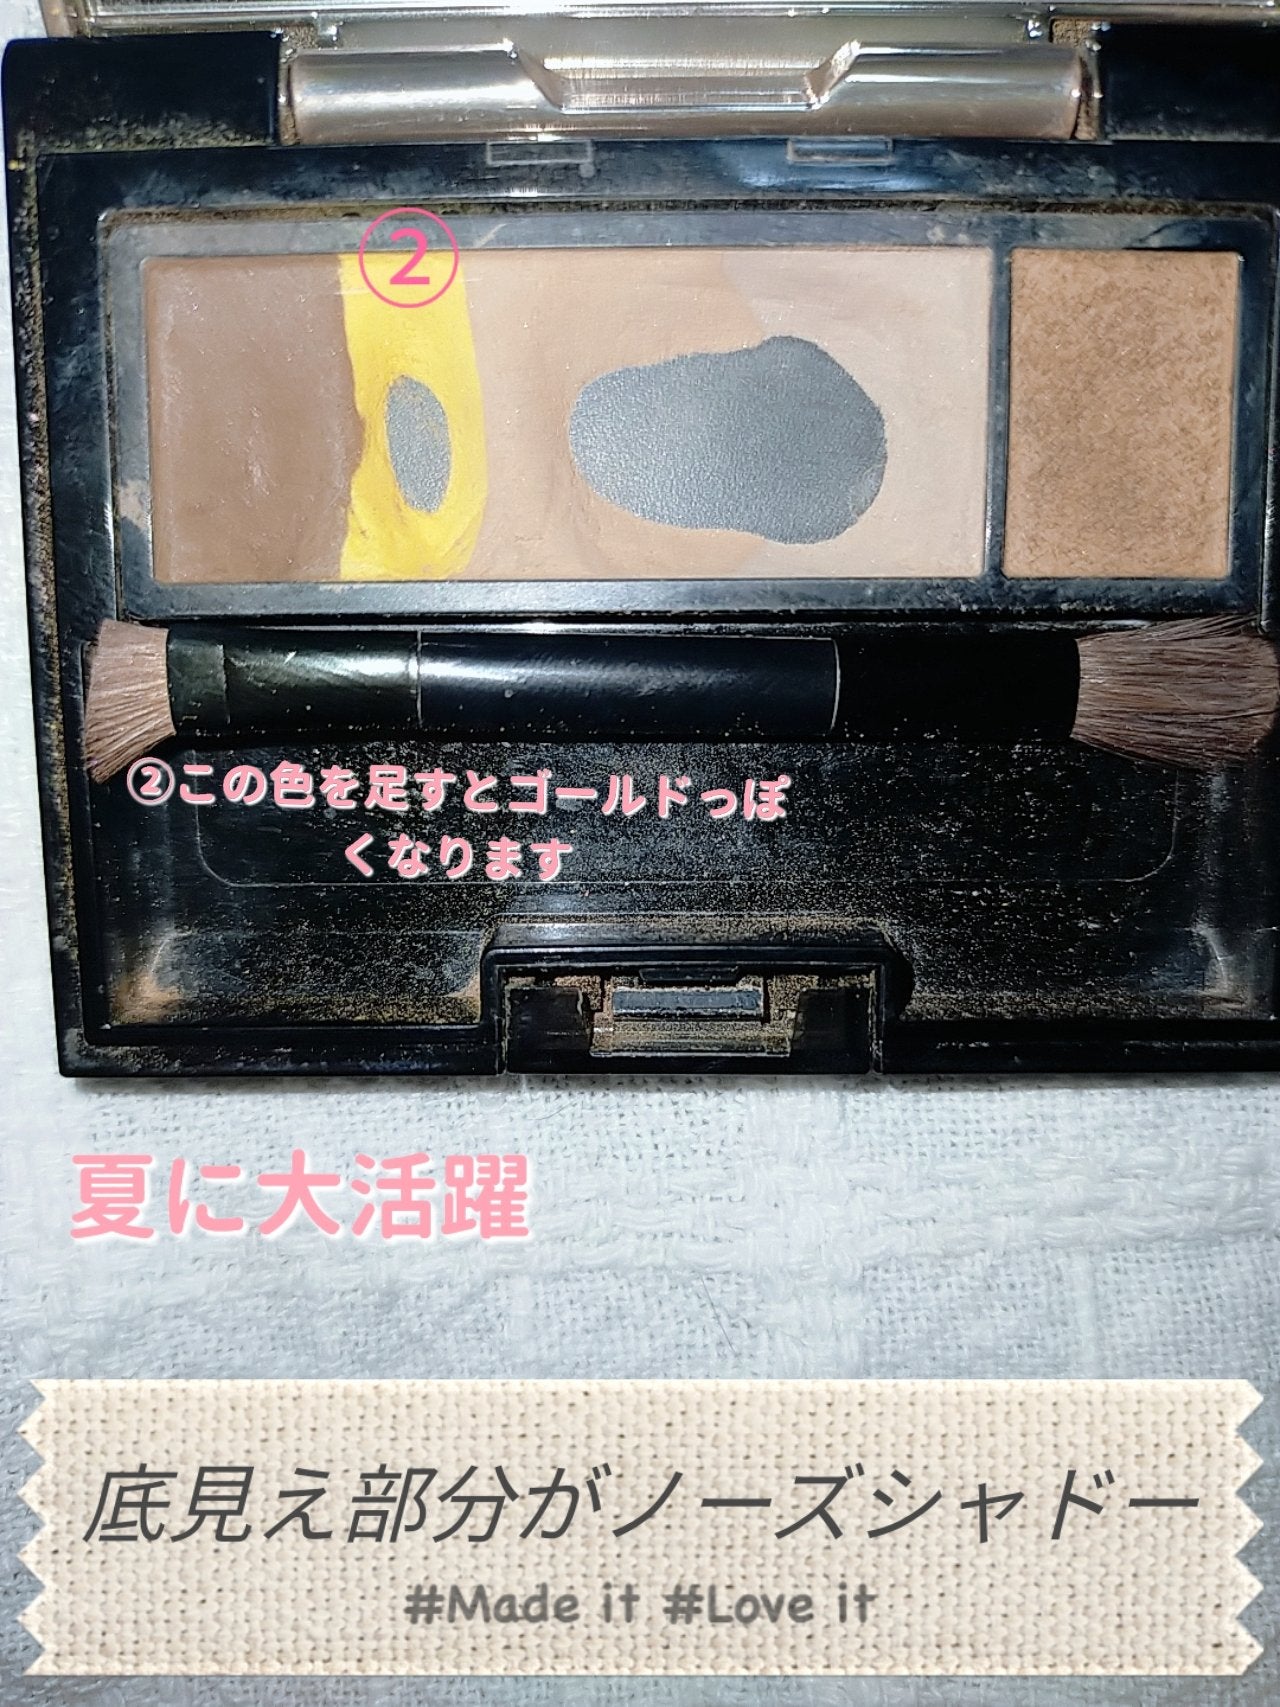 ②
②この色を足すとゴールドっぽ
くなります
夏に大活躍
底見え部分がノーズシャドー
#Made it #Love it